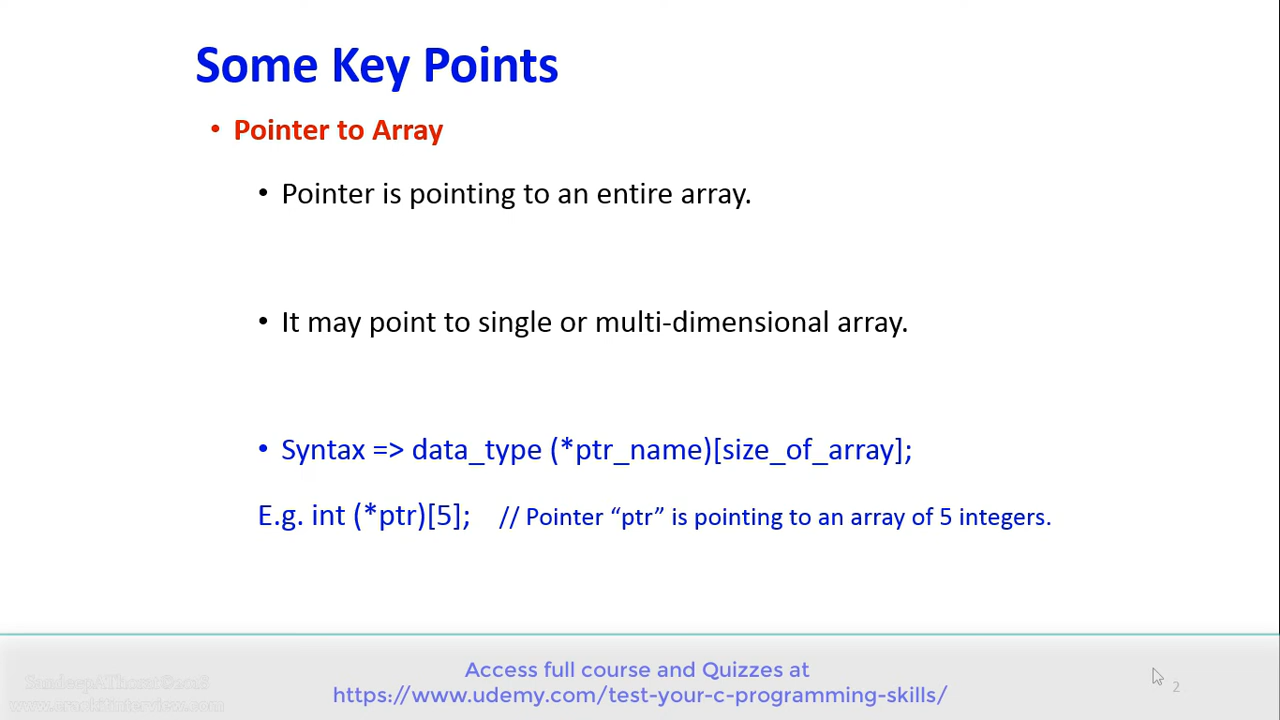 Some Key Points
• Pointer to Array
• Pointer is pointing to an entire array.
• It may point to single or multi-dimensional array.
• Syntax => data_type (*ptr_name)[size_of_array];
E.g. int (*ptr)[5]; // Pointer “ptr” is pointing to an array of 5 integers.
Access full course and Quizzes at
https://www.udemy.com/test-your-c-programming-skills/
2